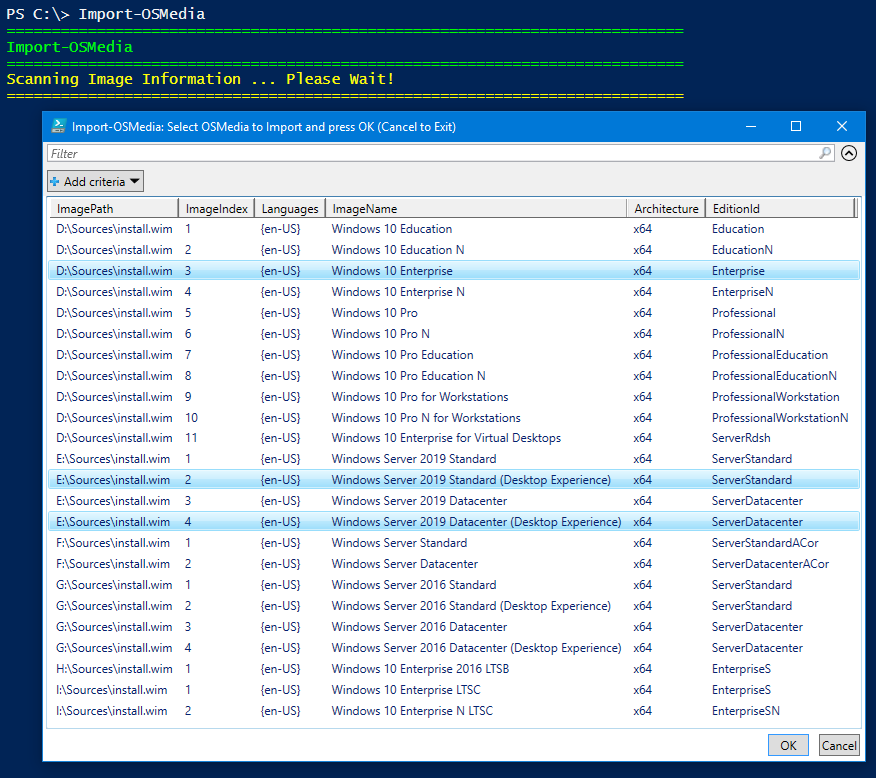 PS C:\> Import-OSMedia
===========================================================================
Import-OSMedia
===========================================================================
Scanning Image Information ... Please Wait!
===========================================================================
Import-OSMedia: Select OSMedia to Import and press OK (Cancel to Exit)
Filter
Add criteria
ImagePath ImageIndex Languages ImageName Architecture EditionId
D:\Sources\install.wim 1 {en-US} Windows 10 Education x64 Education
D:\Sources\install.wim 2 {en-US} Windows 10 Education N x64 EducationN
D:\Sources\install.wim 3 {en-US} Windows 10 Enterprise x64 Enterprise
D:\Sources\install.wim 4 {en-US} Windows 10 Enterprise N x64 EnterpriseN
D:\Sources\install.wim 5 {en-US} Windows 10 Pro x64 Professional
D:\Sources\install.wim 6 {en-US} Windows 10 Pro N x64 ProfessionalN
D:\Sources\install.wim 7 {en-US} Windows 10 Pro Education x64 ProfessionalEducation
D:\Sources\install.wim 8 {en-US} Windows 10 Pro Education N x64 ProfessionalEducationN
D:\Sources\install.wim 9 {en-US} Windows 10 Pro for Workstations x64 ProfessionalWorkstation
D:\Sources\install.wim 10 {en-US} Windows 10 Pro N for Workstations x64 ProfessionalWorkstationN
D:\Sources\install.wim 11 {en-US} Windows 10 Enterprise for Virtual Desktops x64 ServerRdsh
E:\Sources\install.wim 1 {en-US} Windows Server 2019 Standard x64 ServerStandard
E:\Sources\install.wim 2 {en-US} Windows Server 2019 Standard (Desktop Experience) x64 ServerStandard
E:\Sources\install.wim 3 {en-US} Windows Server 2019 Datacenter x64 ServerDatacenter
E:\Sources\install.wim 4 {en-US} Windows Server 2019 Datacenter (Desktop Experience) x64 ServerDatacenter
F:\Sources\install.wim 1 {en-US} Windows Server Standard x64 ServerStandardACor
F:\Sources\install.wim 2 {en-US} Windows Server Datacenter x64 ServerDatacenterACor
G:\Sources\install.wim 1 {en-US} Windows Server 2016 Standard x64 ServerStandard
G:\Sources\install.wim 2 {en-US} Windows Server 2016 Standard (Desktop Experience) x64 ServerStandard
G:\Sources\install.wim 3 {en-US} Windows Server 2016 Datacenter x64 ServerDatacenter
G:\Sources\install.wim 4 {en-US} Windows Server 2016 Datacenter (Desktop Experience) x64 ServerDatacenter
H:\Sources\install.wim 1 {en-US} Windows 10 Enterprise 2016 LTSB x64 EnterpriseS
I:\Sources\install.wim 1 {en-US} Windows 10 Enterprise LTSC x64 EnterpriseS
I:\Sources\install.wim 2 {en-US} Windows 10 Enterprise N LTSC x64 EnterpriseSN
OK Cancel